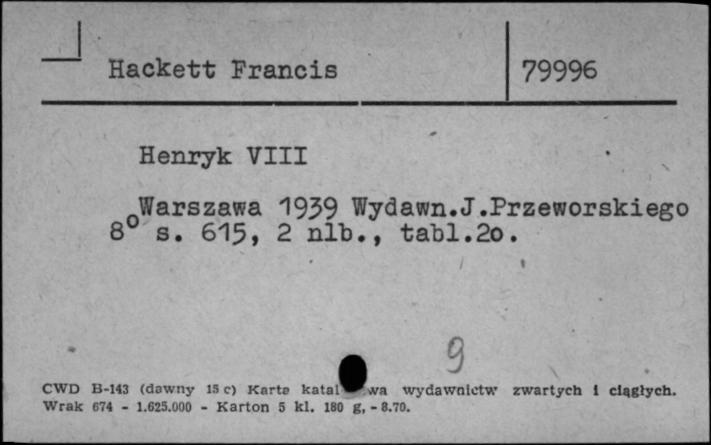 Hackett Francis 79996
Henryk VIII
Warszawa 1939 Wydawn.J.Przeworskiego
8° s. 615, 2 nlb., tabl.20.
9
CWD B-143 (dawny 15 c) Karta katal wa wydawnictw zwartych i ciągłych.
Wrak 674 - 1.625.000 - Karton 5 kl. 180 g, - 8.70.